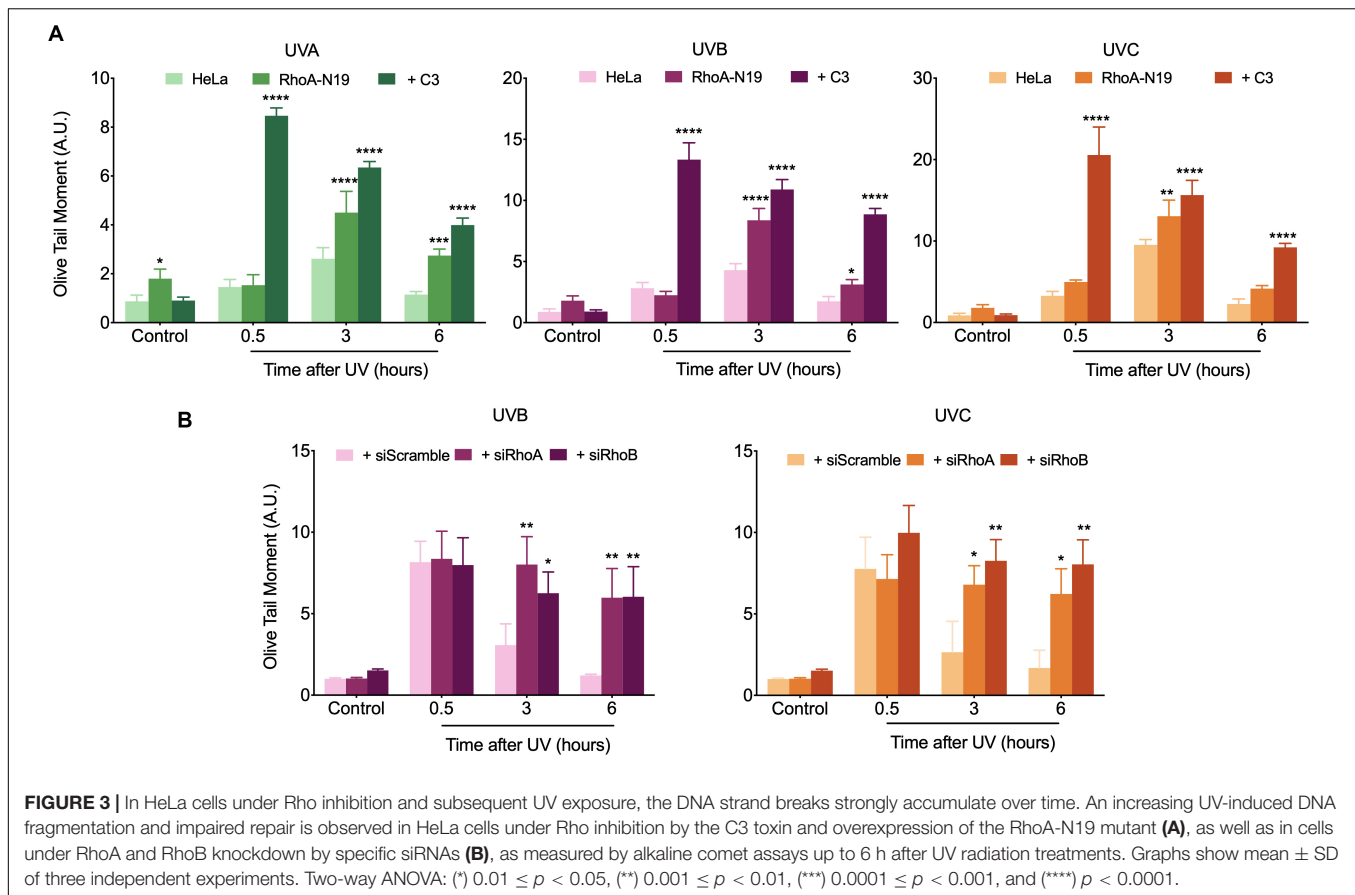 A
UVA
HeLa RhoA-N19 + C3
Olive Tail Moment (A.U.)
10
8
6
4
2
0
* **** **** **** *** ****
Control 0.5 3 6
Time after UV (hours)
UVB
HeLa RhoA-N19 + C3
20
15
10
5
0
**** **** **** * ****
Control 0.5 3 6
Time after UV (hours)
UVC
HeLa RhoA-N19 + C3
30
20
10
0
**** ** **** ****
Control 0.5 3 6
Time after UV (hours)
B
UVB
+ siScramble + siRhoA + siRhoB
Olive Tail Moment (A.U.)
15
10
5
0
** * ** **
Control 0.5 3 6
Time after UV (hours)
UVC
+ siScramble + siRhoA + siRhoB
Olive Tail Moment (A.U.)
15
10
5
0
* ** * **
Control 0.5 3 6
Time after UV (hours)
FIGURE 3 | In HeLa cells under Rho inhibition and subsequent UV exposure, the DNA strand breaks strongly accumulate over time. An increasing UV-induced DNA
fragmentation and impaired repair is observed in HeLa cells under Rho inhibition by the C3 toxin and overexpression of the RhoA-N19 mutant (A), as well as in cells
under RhoA and RhoB knockdown by specific siRNAs (B), as measured by alkaline comet assays up to 6 h after UV radiation treatments. Graphs show mean ± SD
of three independent experiments. Two-way ANOVA: (*) 0.01 ≤ p < 0.05, (**) 0.001 ≤ p < 0.01, (***) 0.0001 ≤ p < 0.001, and (****) p < 0.0001.